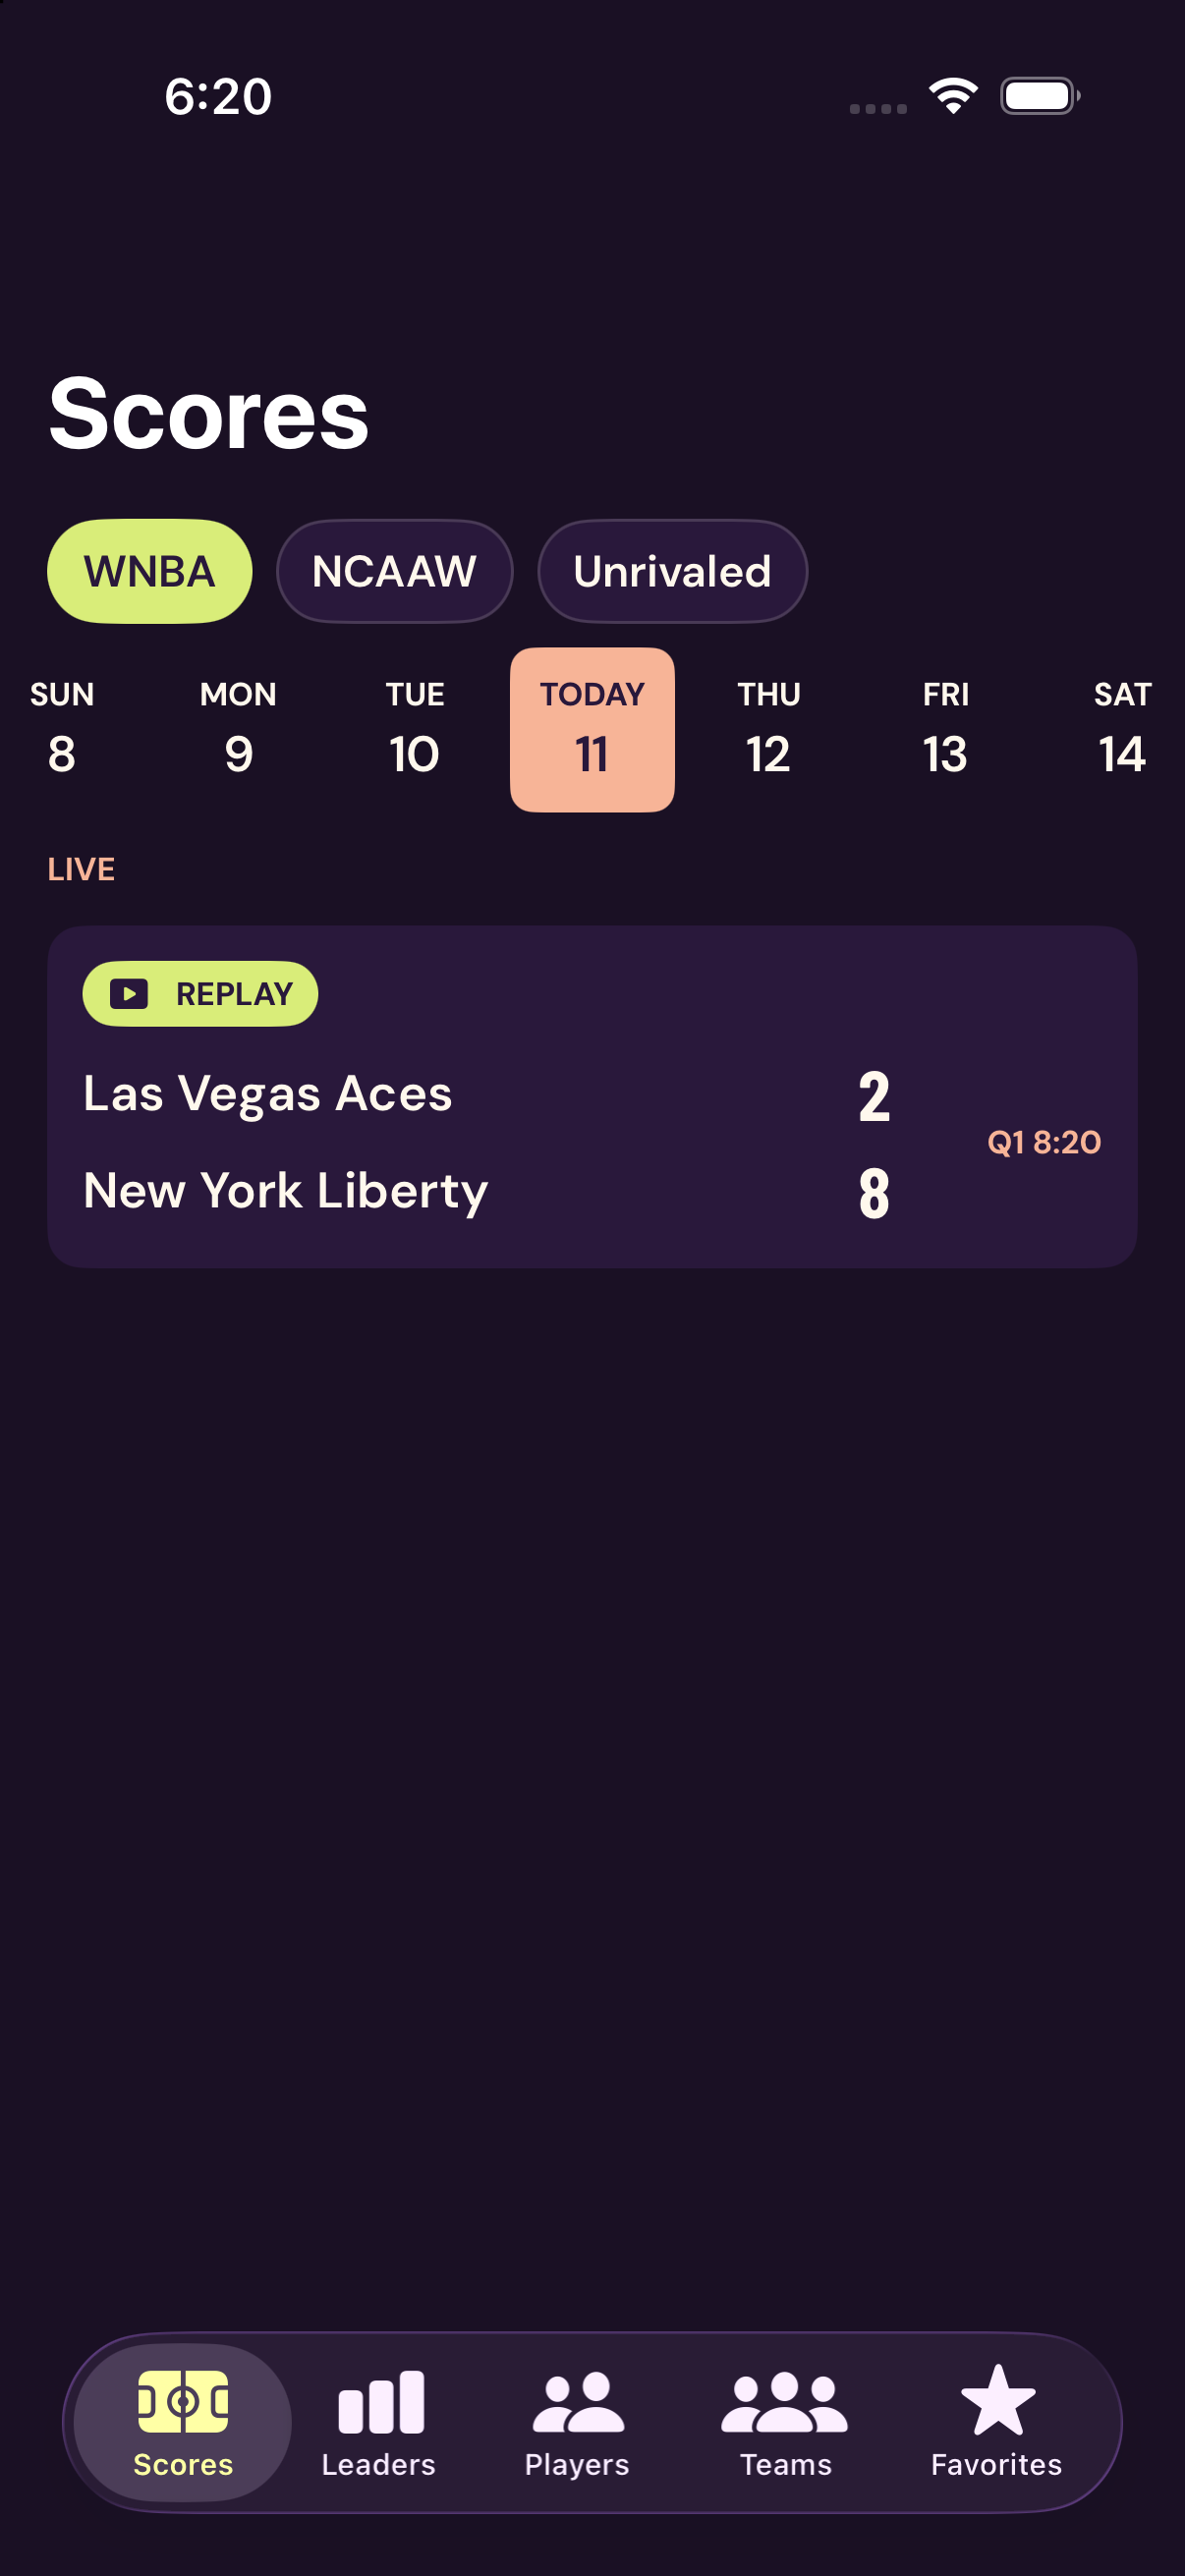 6:20
Scores
WNBA NCAAW Unrivaled
SUN MON TUE TODAY THU FRI SAT
8 9 10 11 12 13 14
LIVE
REPLAY
Las Vegas Aces 2
Q1 8:20
New York Liberty 8
Scores Leaders Players Teams Favorites